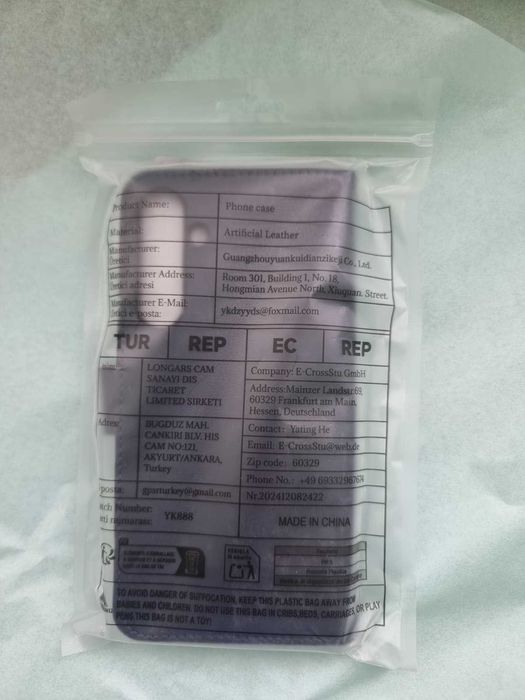 Product Name: Phone case
Material: Artificial Leather
Manufacturer: Guangzhouyuankuidianzikeji Co., Ltd.
Üretici
Manufacturer Address: Room 301, Building 1, No. 18,
Üretici adresi Hongmian Avenue North, Xiuquan. Street.
Manufacturer E-Mail: ykdzyyds@foxmail.com
Üretici e-posta:
TUR REP EC REP
LONGARS CAM
SANAYI DIS
TICARET
LIMITED SIRKETI
Company: E-CrossStu GmbH
Address:Mainzer Landstr.69,
60329 Frankfurt am Main,
Hessen, Deutschland
Adres:
BUGDUZ MAH.
CANKIRI BLV. HIS
CAM NO:121,
AKYURT/ANKARA,
Turkey
Contact: Yating He
Email: E-CrossStu@web.de
Zip code: 60329
Phone No.: +49 69332967674
posta: gparturkey@gmail.com
Nr.202412082422
tch Number: YK888
eti numarası:
MADE IN CHINA
TO AVOID DANGER OF SUFFOCATION, KEEP THIS PLASTIC BAG AWAY FROM
BABIES AND CHILDREN. DO NOT USE THIS BAG IN CRIBS,BEDS, CARRIAGES, OR PLAY
PENS.THIS BAG IS NOT A TOY!